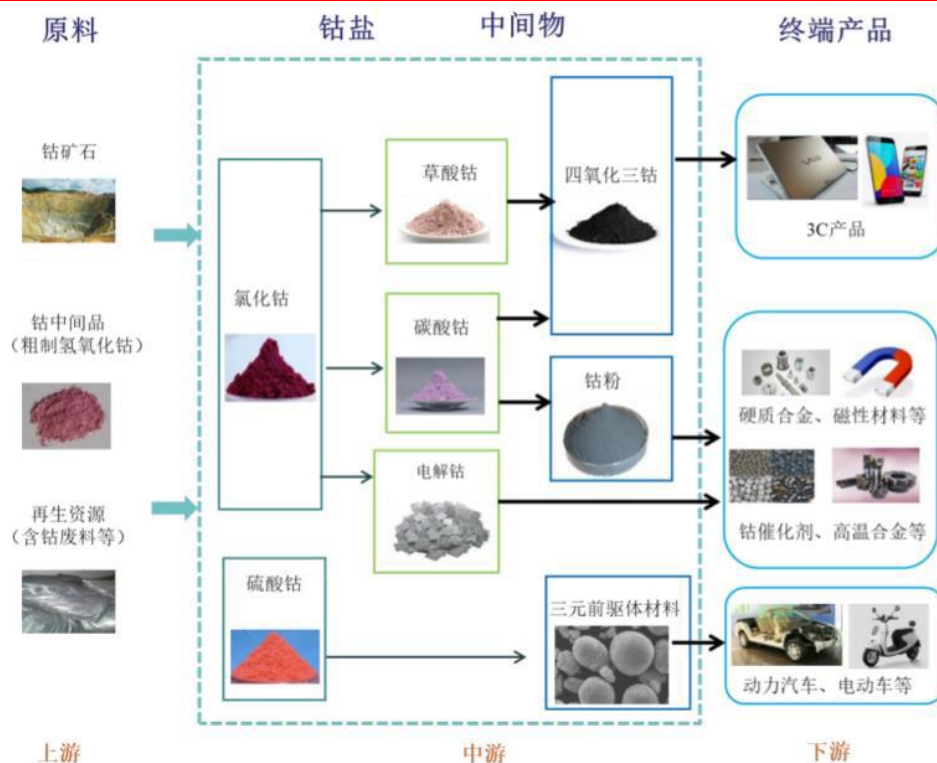 原料
钴盐
中间物
终端产品
钴矿石
钴中间品
（粗制氢氧化钴）
再生资源
（含钴废料等）
氯化钴
硫酸钴
草酸钴
碳酸钴
电解钴
四氧化三钴
钴粉
三元前驱体材料
VAIO
3C产品
硬质合金、磁性材料等
钴催化剂、高温合金等
动力汽车、电动车等
上游
中游
下游